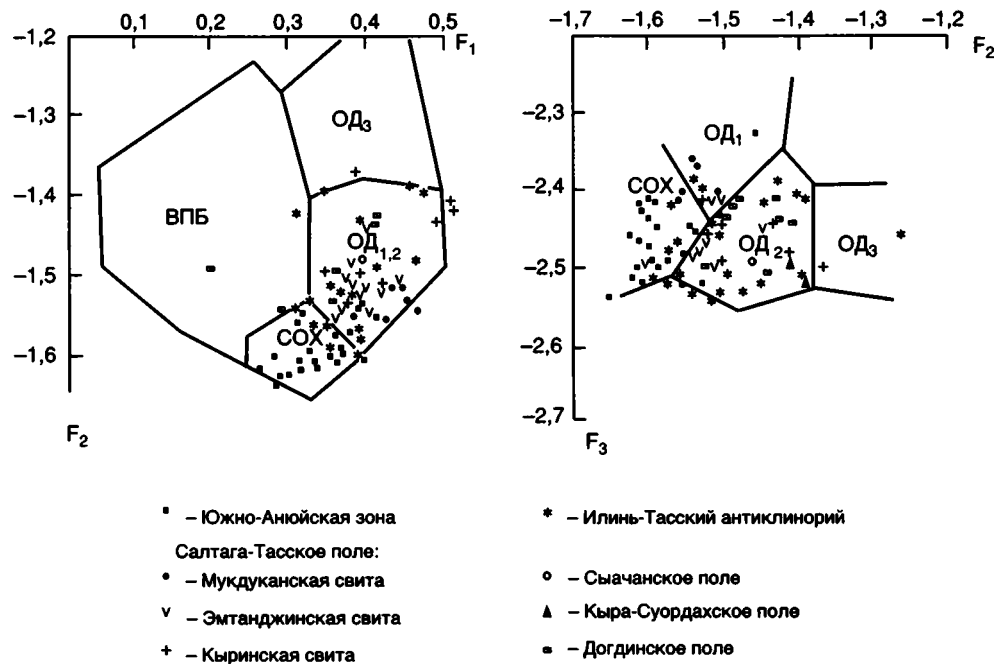 0,1 0,2 0,3 0,4 0,5
−1,2 F₁
−1,3
−1,4
−1,5
−1,6
F₂
ОД₃
ВПБ
ОД₁,₂
СОХ
−1,7 −1,6 −1,5 −1,4 −1,3 −1,2
F₂
−2,3
−2,4
−2,5
−2,6
−2,7
F₃
ОД₁
СОХ
ОД₂
ОД₃
– Южно-Анюйская зона
Салтага-Тасское поле:
– Мукдуканская свита
– Эмтанджинская свита
– Кыринская свита
– Илинь-Тасский антиклинорий
– Сыачанское поле
– Кыра-Суордахское поле
– Догдинское поле